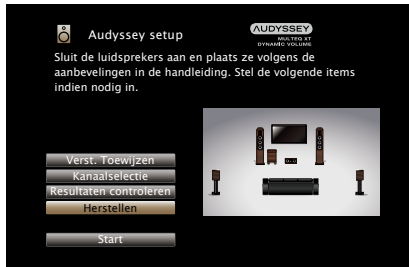 Audyssey setup
AUDYSSEY
MULTEQ XT
DYNAMIC VOLUME
Sluit de luidsprekers aan en plaats ze volgens de
aanbevelingen in de handleiding. Stel de volgende items
indien nodig in.
Verst. Toewijzen
Kanaalselectie
Resultaten controleren
Herstellen
Start